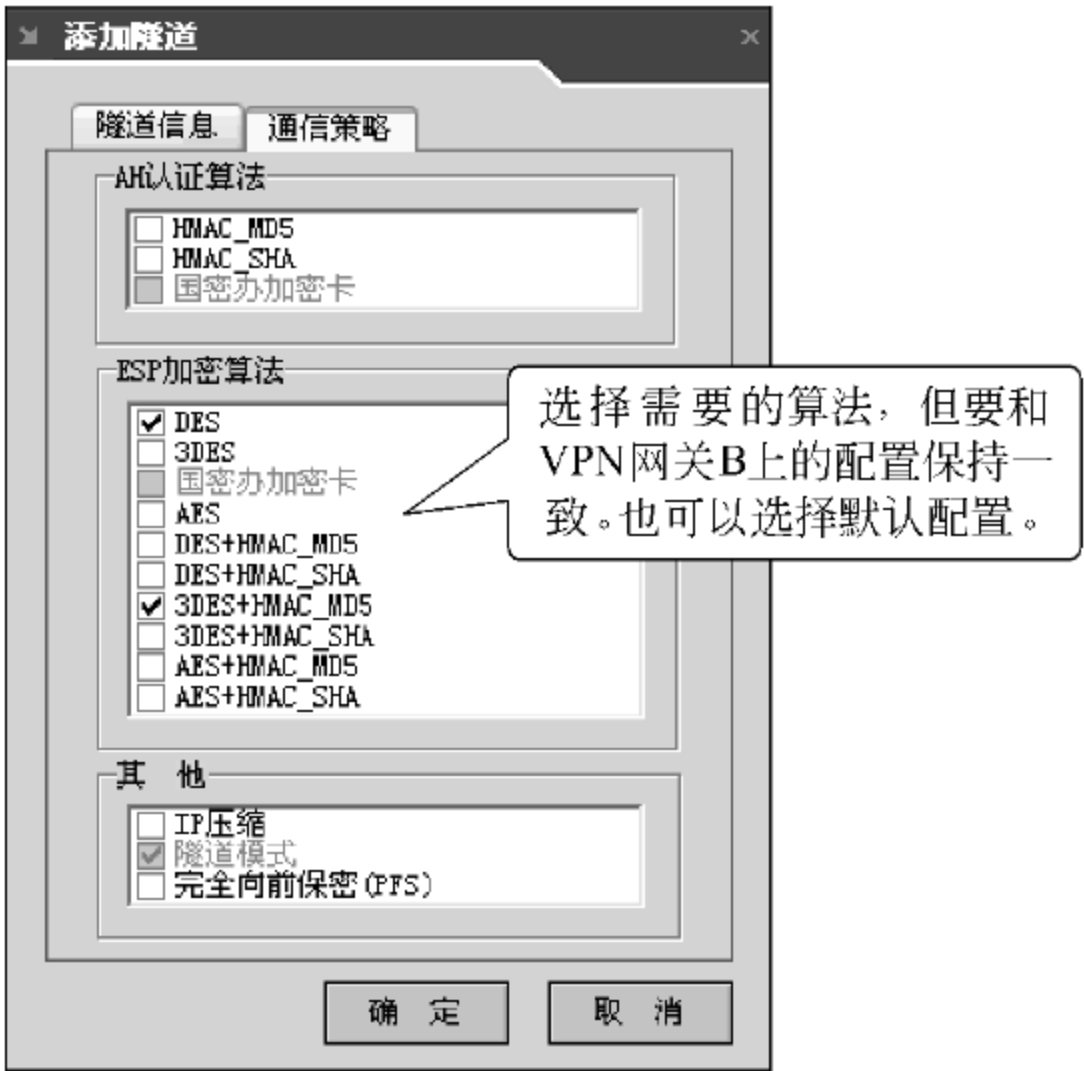 添加隧道
隧道信息 通信策略
AH认证算法
HMAC_MD5
HMAC_SHA
国密办加密卡
ESP加密算法
DES
3DES
国密办加密卡
AES
DES+HMAC_MD5
DES+HMAC_SHA
3DES+HMAC_MD5
3DES+HMAC_SHA
AES+HMAC_MD5
AES+HMAC_SHA
选择需要的算法，但要和
VPN网关B上的配置保持一
致。也可以选择默认配置。
其 他
IP压缩
隧道模式
完全向前保密(PFS)
确 定 取 消